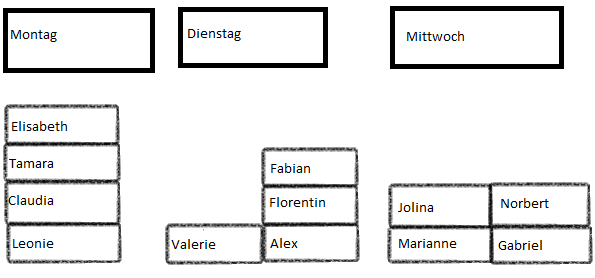 Montag
Dienstag
Mittwoch
Elisabeth
Tamara
Claudia
Leonie
Fabian
Florentin
Valerie
Alex
Jolina
Norbert
Marianne
Gabriel